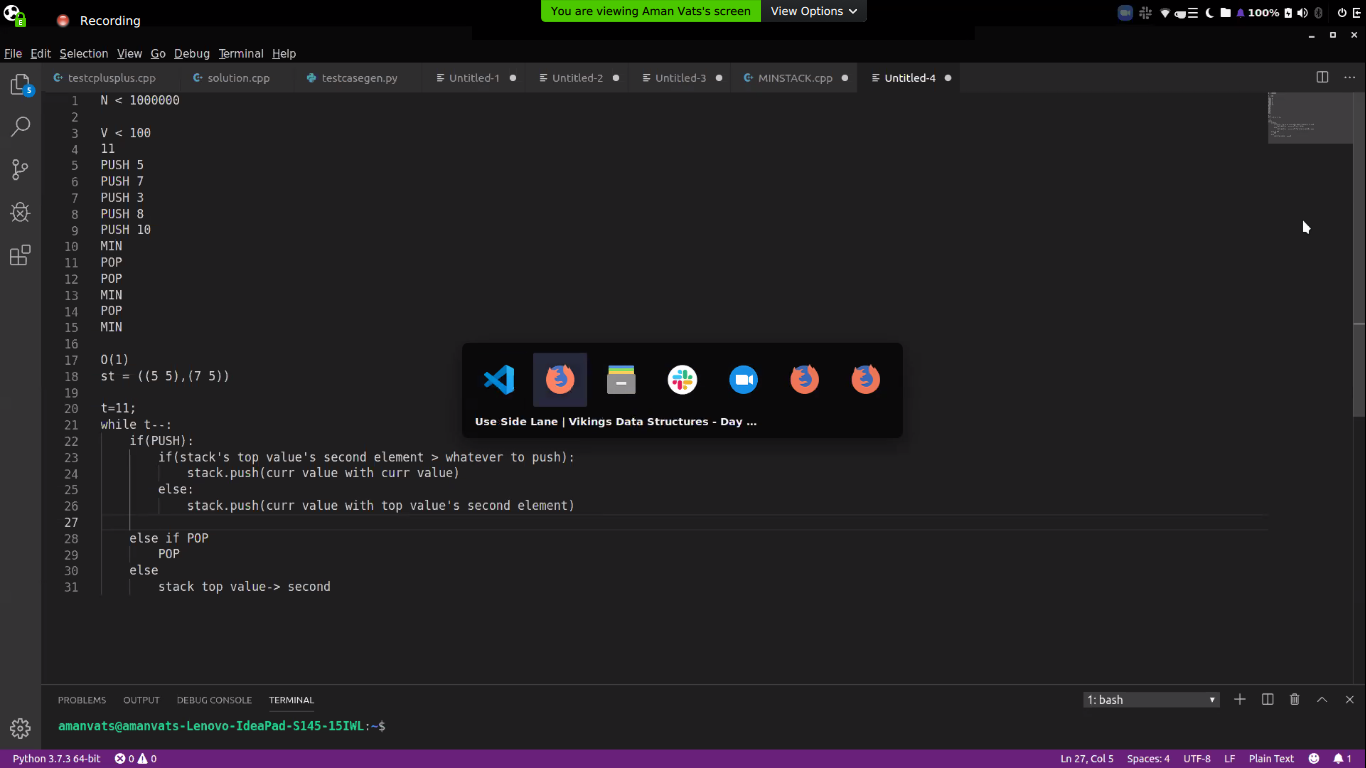 Recording
You are viewing Aman Vats's screen
View Options
100%
File Edit Selection View Go Debug Terminal Help
testcplusplus.cpp
solution.cpp
testcasegen.py
Untitled-1
Untitled-2
Untitled-3
MINSTACK.cpp
Untitled-4
5
1 N < 1000000
2
3 V < 100
4 11
5 PUSH 5
6 PUSH 7
7 PUSH 3
8 PUSH 8
9 PUSH 10
10 MIN
11 POP
12 POP
13 MIN
14 POP
15 MIN
16
17 O(1)
18 st = ((5 5),(7 5))
19
20 t=11;
21 while t--:
22 if(PUSH):
23 if(stack's top value's second element > whatever to push):
24 stack.push(curr value with curr value)
25 else:
26 stack.push(curr value with top value's second element)
27
28 else if POP
29 POP
30 else
31 stack top value-> second
Use Side Lane | Vikings Data Structures - Day ...
PROBLEMS OUTPUT DEBUG CONSOLE TERMINAL
1: bash
amanvats@amanvats-Lenovo-IdeaPad-S145-15IWL:~$
Python 3.7.3 64-bit 0 0
Ln 27, Col 5 Spaces: 4 UTF-8 LF Plain Text 1